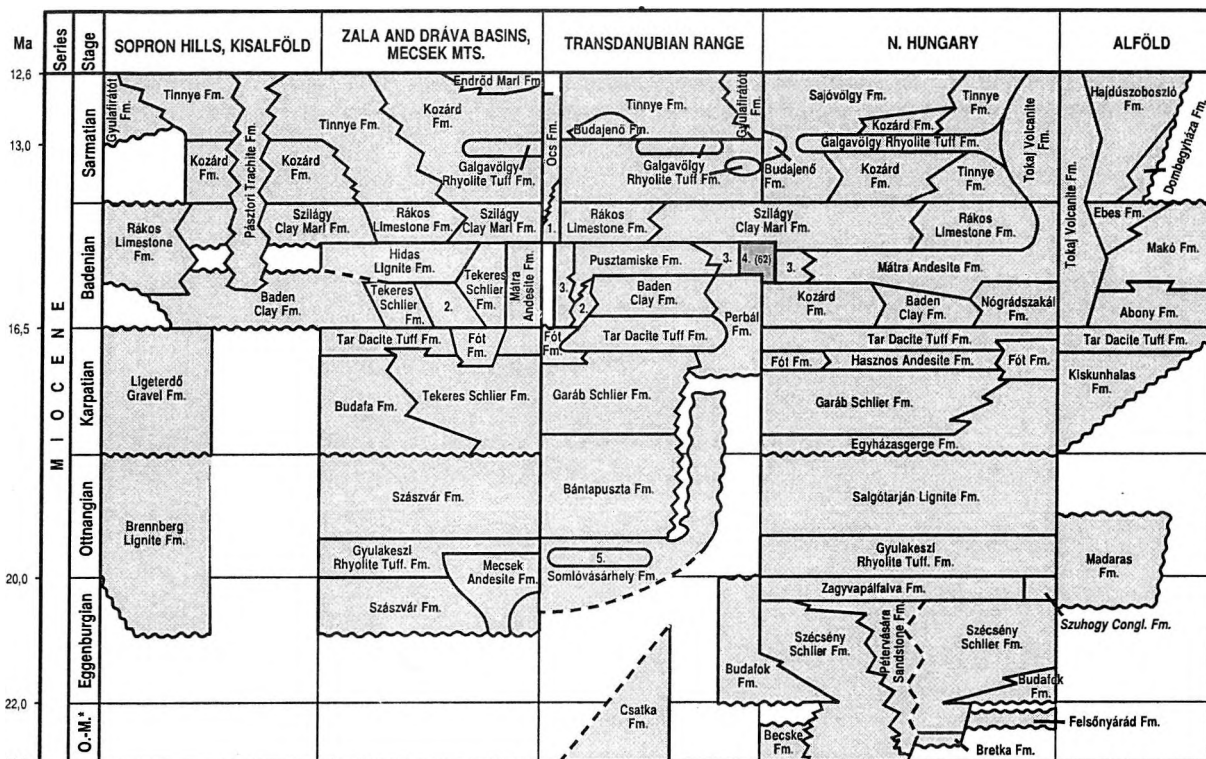 Ma
Series
Stage
SOPRON HILLS, KISALFÖLD
ZALA AND DRÁVA BASINS,
MECSEK MTS.
TRANSDANUBIAN RANGE
N. HUNGARY
ALFÖLD
12,6
13,0
16,5
20,0
22,0
MIOCENE
Sarmatian
Badenian
Karpatian
Ottnangian
Eggenburgian
O.-M.*
Gyulafirátót
Fm.
Tinnye Fm.
Kozárd
Fm.
Pásztori Trachite Fm.
Kozárd
Fm.
Rákos
Limestone
Fm.
Szilágy
Clay Marl Fm.
Baden
Clay Fm.
Ligeterdő
Gravel Fm.
Brennberg
Lignite Fm.
Endrőd Marl Fm
Tinnye Fm.
Kozárd
Fm.
Galgavölgy
Rhyolite Tuff Fm.
Rákos
Limestone Fm.
Szilágy
Clay Marl Fm.
Hidas
Lignite Fm.
Tekeres
Schlier
Fm.
2.
Tekeres
Schlier
Fm.
Mátra
Andesite Fm.
Tar Dacite Tuff Fm.
Fót
Fm.
Budafa Fm.
Tekeres Schlier Fm.
Szászvár Fm.
Gyulakeszi
Rhyolite Tuff Fm.
Mecsek
Andesite Fm.
Szászvár Fm.
Ocs Fm.
Tinnye Fm.
Budajenő Fm.
Gyulafirátót
Fm.
Galgavölgy
Rhyolite Tuff Fm.
1.
Rákos
Limestone Fm.
Szilágy
Clay Marl Fm.
Pusztamiske Fm.
3.
4. (62)
3.
2.
Baden
Clay Fm.
Perbál
Fm.
Fót
Fm.
Tar Dacite Tuff Fm.
Garáb Schlier Fm.
Bántapuszta Fm.
5.
Somlóvásárhely Fm.
Csatka
Fm.
Budafok
Fm.
Sajóvölgy Fm.
Tinnye
Fm.
Kozárd Fm.
Galgavölgy Rhyolite Tuff Fm.
Budajenő
Fm.
Kozárd
Fm.
Tinnye
Fm.
Tokaj Volcanite
Fm.
Rákos
Limestone Fm.
3.
Mátra Andesite Fm.
Kozárd
Fm.
Baden
Clay Fm.
Nógrádszakál
Fm.
Tar Dacite Tuff Fm.
Fót Fm.
Hasznos Andesite Fm.
Fót Fm.
Garáb Schlier Fm.
Egyházasgerge Fm.
Salgótarján Lignite Fm.
Gyulakeszi
Rhyolite Tuff. Fm.
Zagyvapálfalva Fm.
Szécsény
Schlier Fm.
Pétervására
Sandstone Fm.
Szécsény
Schlier Fm.
Budafok
Fm.
Becske
Fm.
Szuhogy Congl. Fm.
Felsőnyárád Fm.
Bretka Fm.
Tokaj Volcanite Fm.
Hajdúszoboszló
Fm.
Dombegyháza Fm.
Ebes Fm.
Makó Fm.
Abony Fm.
Tar Dacite Tuff Fm.
Kiskunhalas
Fm.
Madaras
Fm.